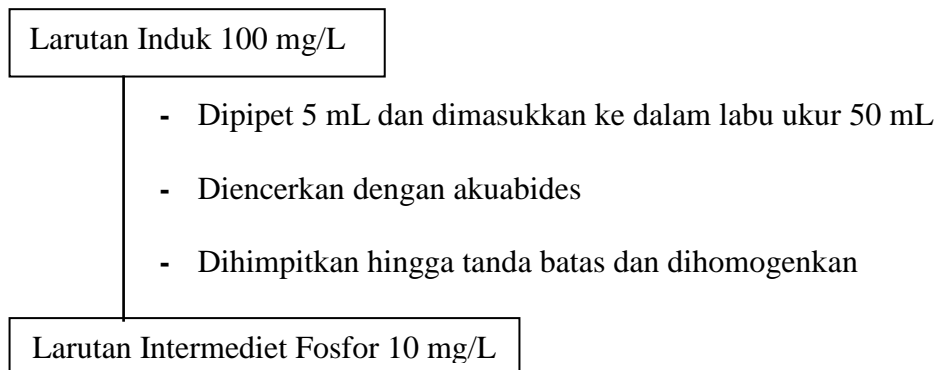 Larutan Induk 100 mg/L
- Dipipet 5 mL dan dimasukkan ke dalam labu ukur 50 mL
- Diencerkan dengan akuabides
- Dihimpitkan hingga tanda batas dan dihomogenkan
Larutan Intermediet Fosfor 10 mg/L